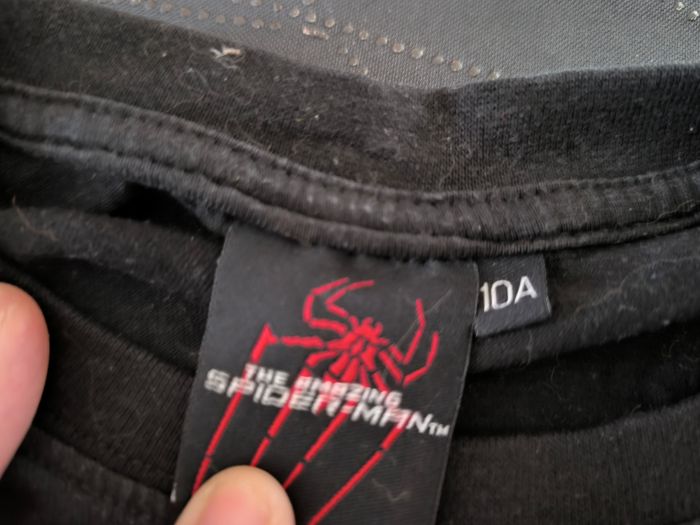 THE AMAZING
SPIDER-MAN™
10A